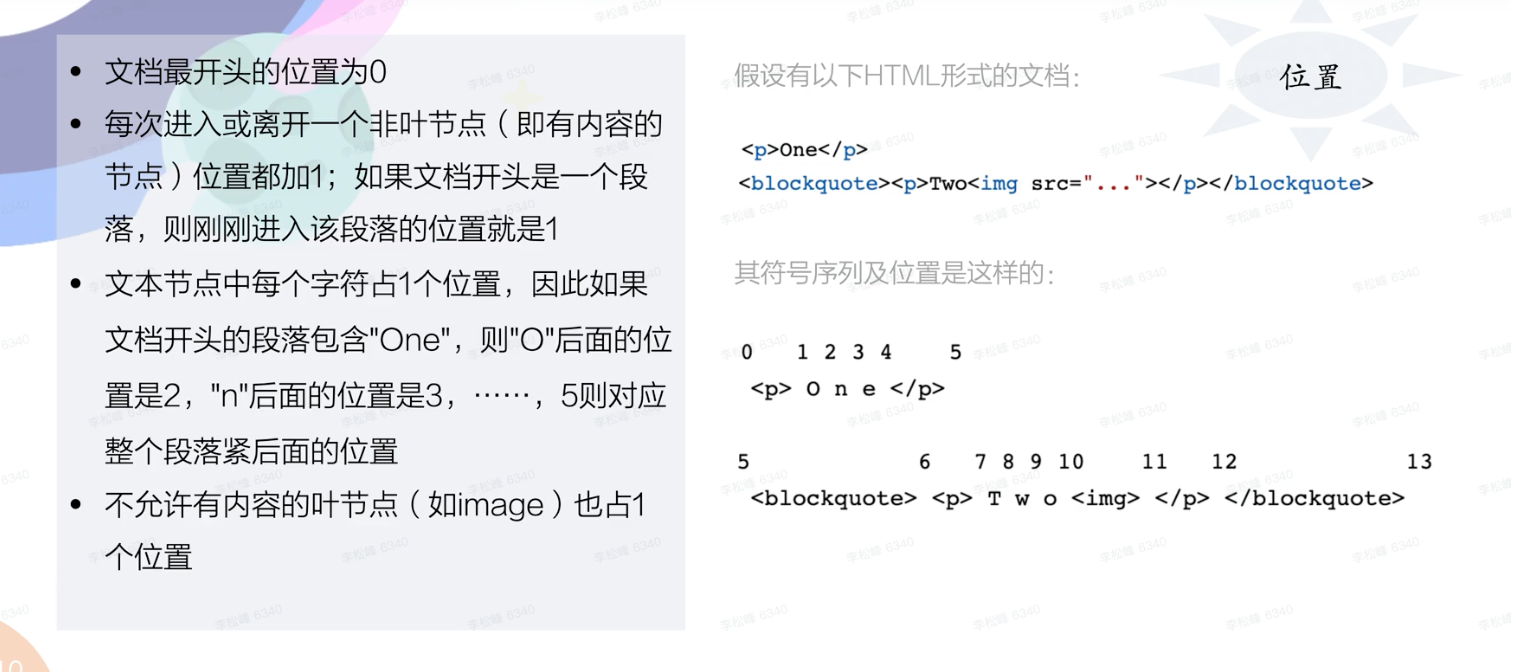 位置
文档最开头的位置为0
每次进入或离开一个非叶节点（即有内容的
节点）位置都加1；如果文档开头是一个段
落，则刚刚进入该段落的位置就是1
文本节点中每个字符占1个位置，因此如果
文档开头的段落包含"One"，则"O"后面的位
置是2，"n"后面的位置是3，……，5则对应
整个段落紧后面的位置
不允许有内容的叶节点（如image）也占1
个位置
假设有以下HTML形式的文档：
<p>One</p>
<blockquote><p>Two<img src="..."></p></blockquote>
其符号序列及位置是这样的：
0 1 2 3 4 5
<p> O n e </p>
5 6 7 8 9 10 11 12 13
<blockquote> <p> T w o <img> </p> </blockquote>
李松峰 6340
10